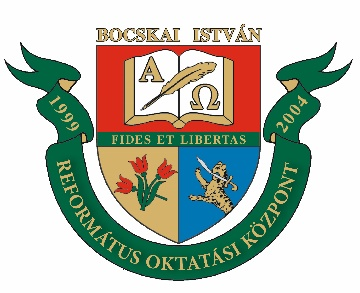 BOCSKAI ISTVÁN
Α Ω
1999
FIDES ET LIBERTAS
2004
REFORMÁTUS OKTATÁSI KÖZPONT